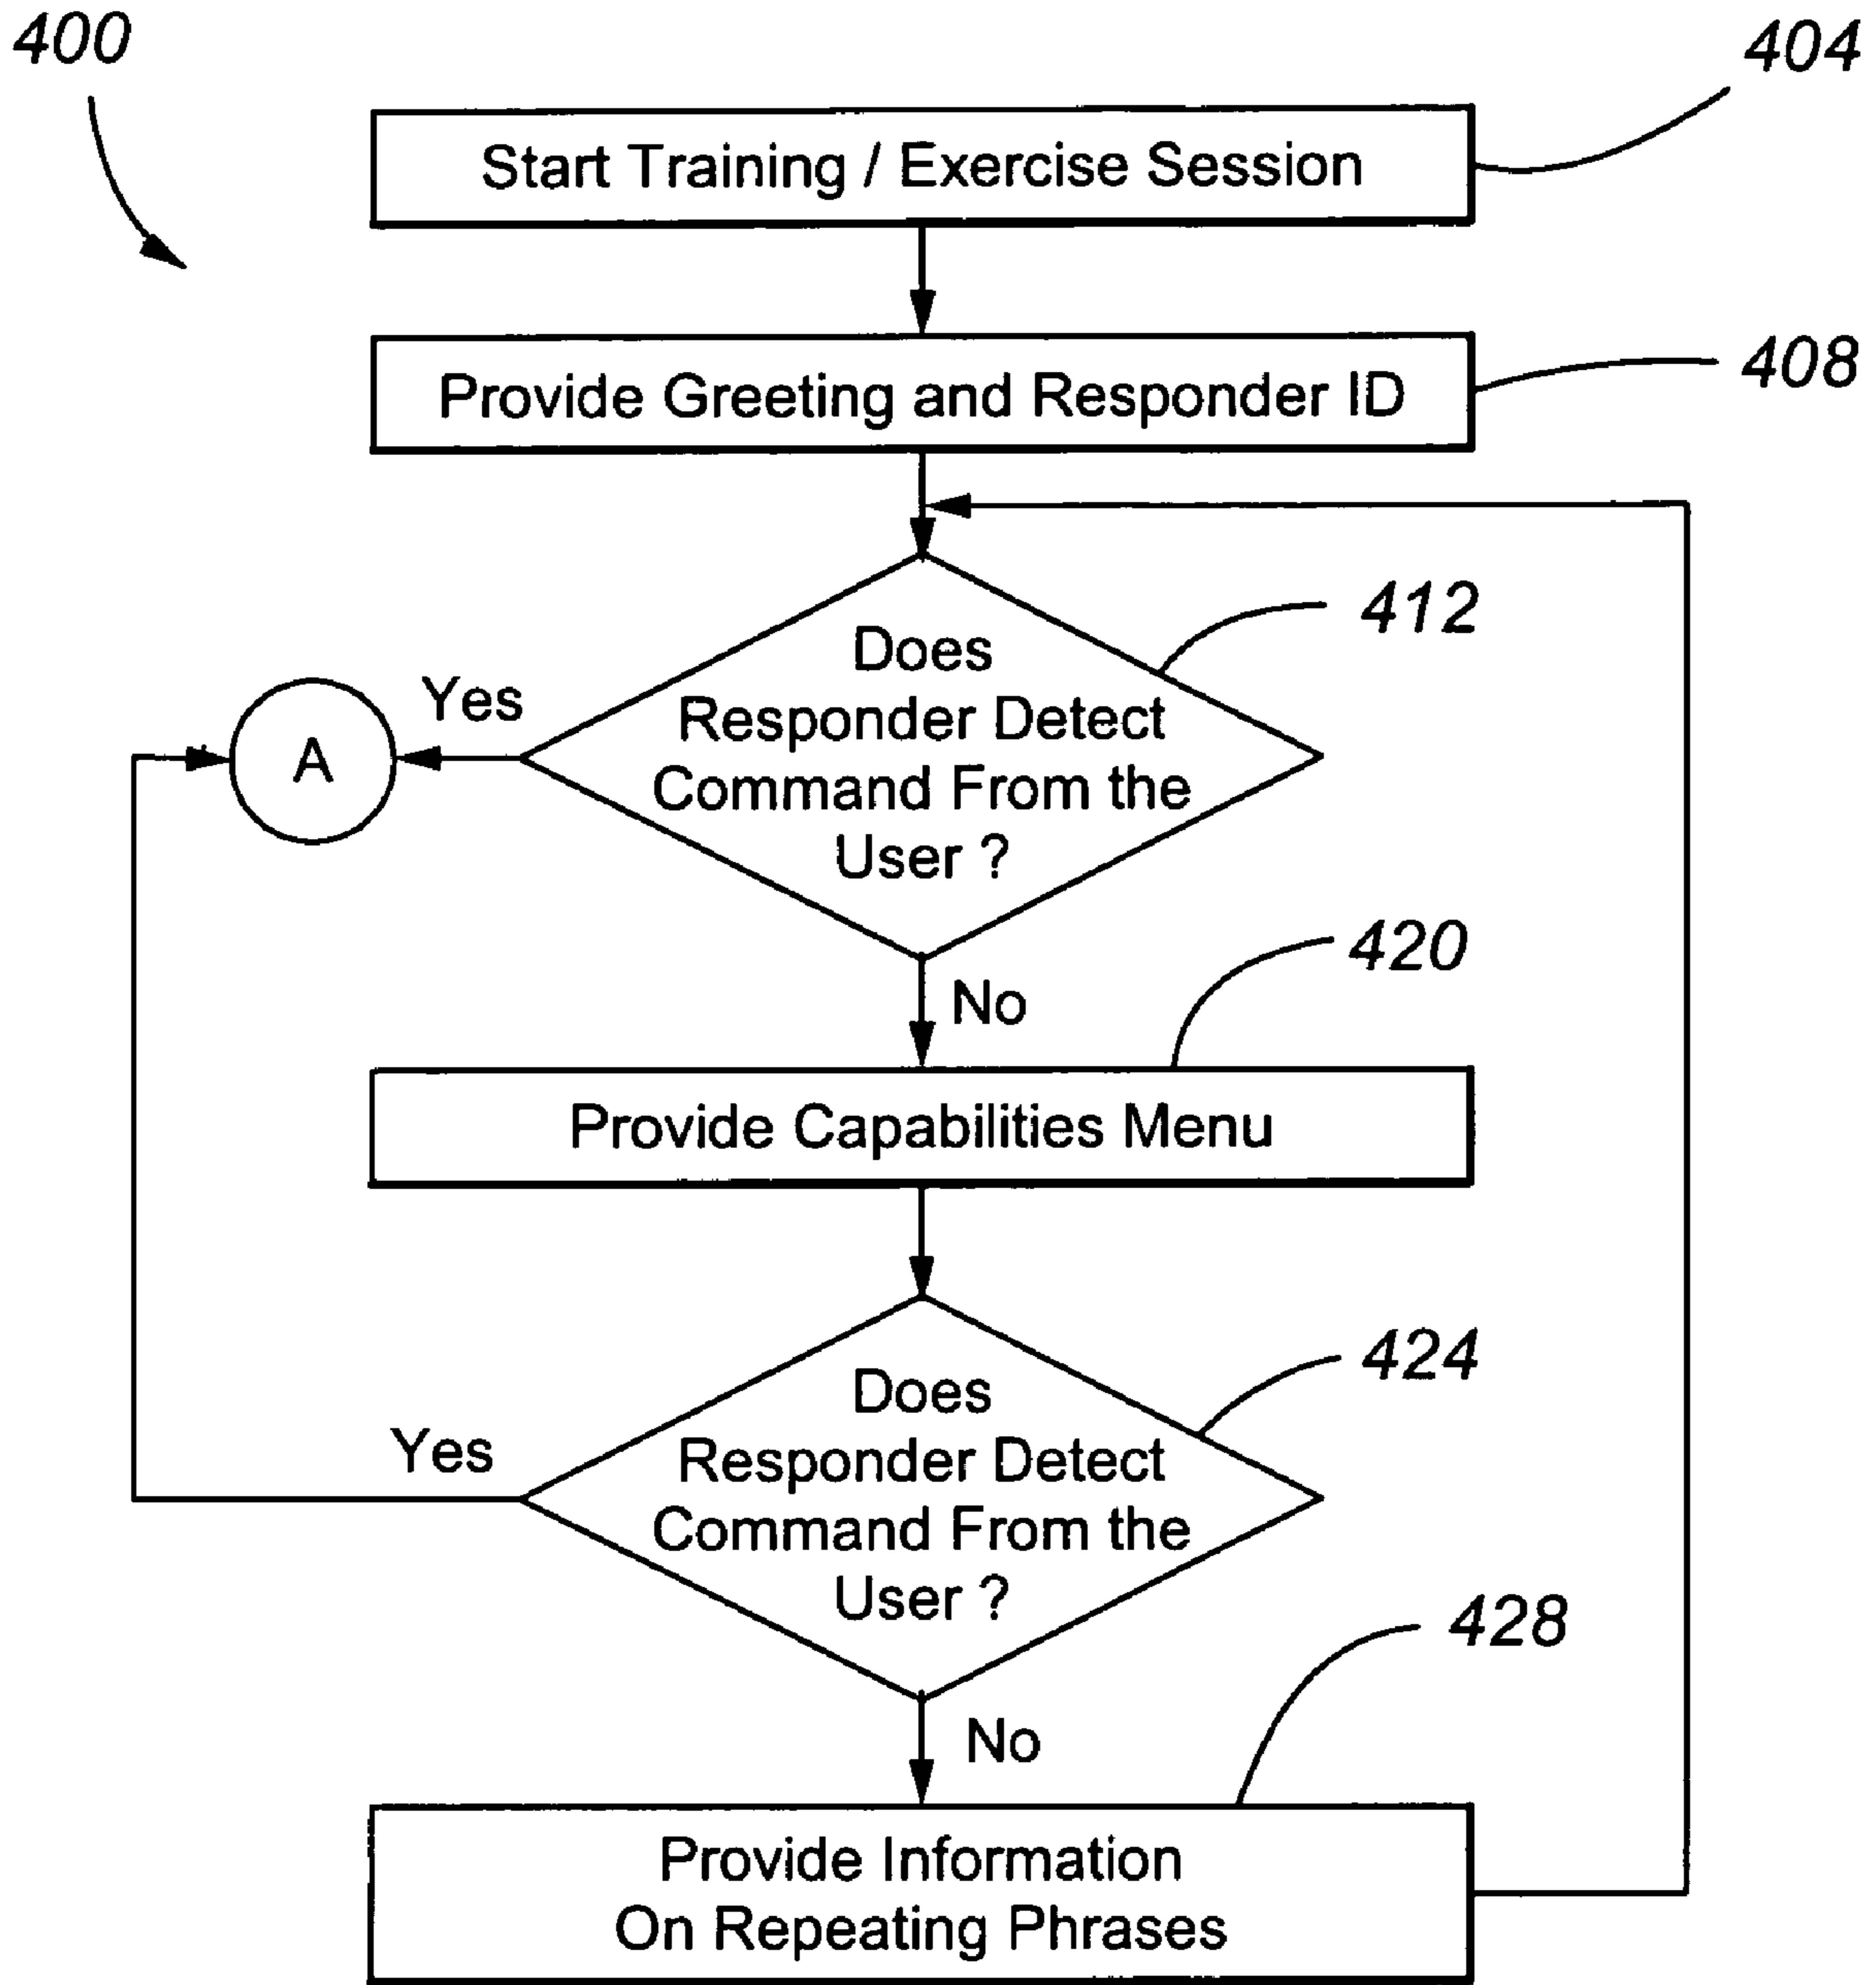 400
404
Start Training / Exercise Session
408
Provide Greeting and Responder ID
412
Does
Responder Detect
Command From the
User ?
Yes
A
420
No
Provide Capabilities Menu
424
Does
Responder Detect
Command From the
User ?
Yes
428
No
Provide Information
On Repeating Phrases